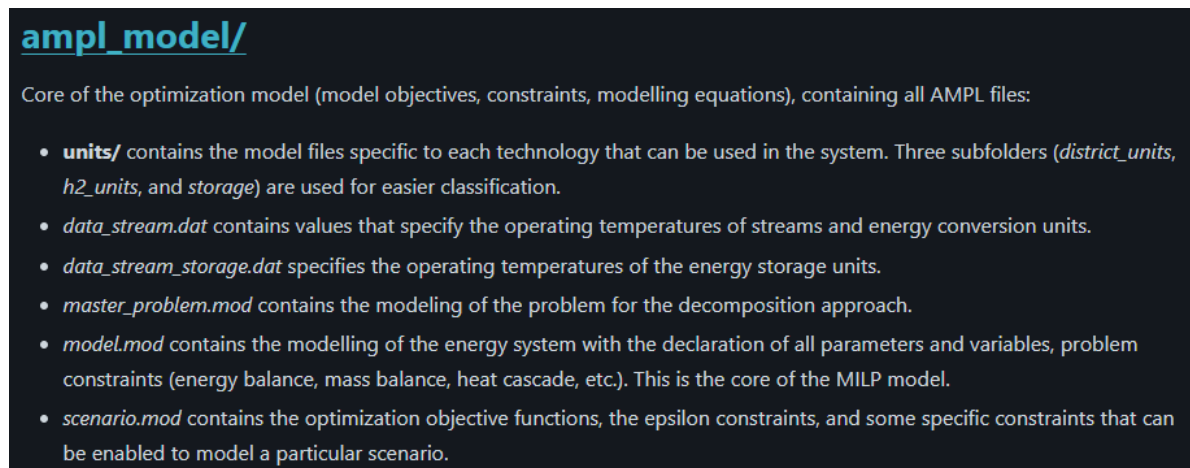 ampl_model/
Core of the optimization model (model objectives, constraints, modelling equations), containing all AMPL files:
• units/ contains the model files specific to each technology that can be used in the system. Three subfolders (district_units,
h2_units, and storage) are used for easier classification.
• data_stream.dat contains values that specify the operating temperatures of streams and energy conversion units.
• data_stream_storage.dat specifies the operating temperatures of the energy storage units.
• master_problem.mod contains the modeling of the problem for the decomposition approach.
• model.mod contains the modelling of the energy system with the declaration of all parameters and variables, problem
constraints (energy balance, mass balance, heat cascade, etc.). This is the core of the MILP model.
• scenario.mod contains the optimization objective functions, the epsilon constraints, and some specific constraints that can
be enabled to model a particular scenario.